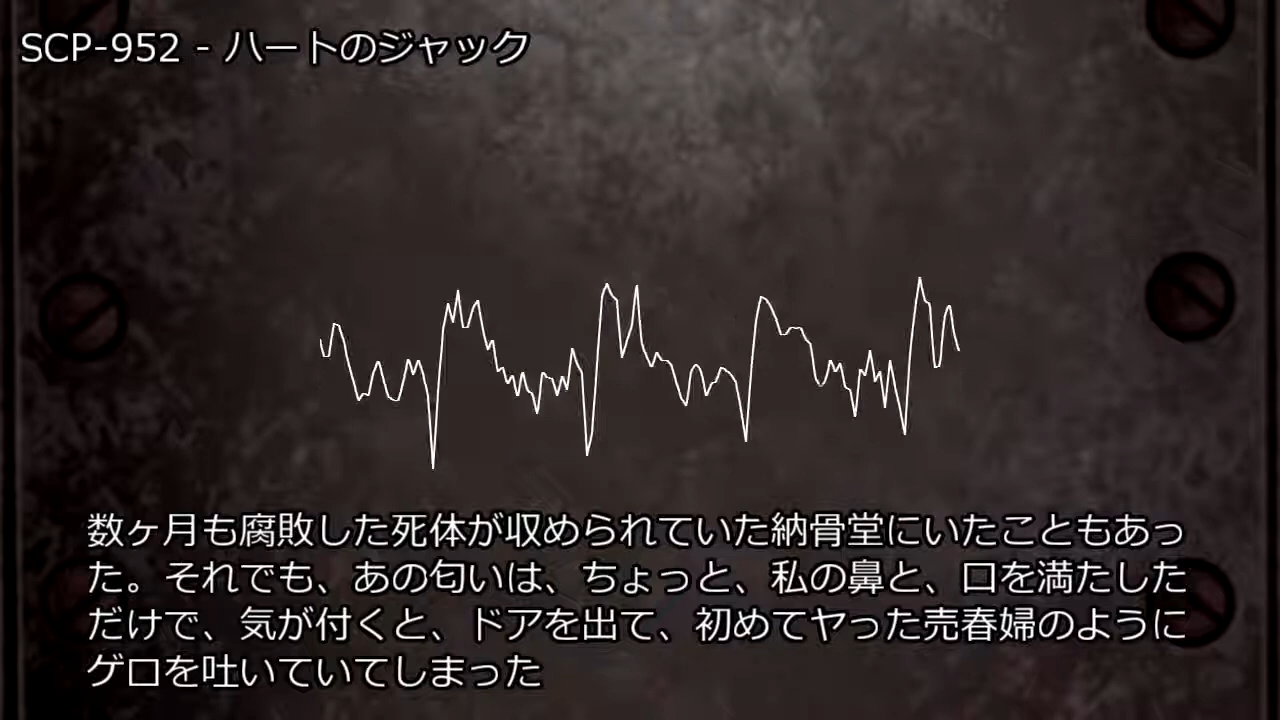 SCP-952 - ハートのジャック
数ヶ月も腐敗した死体が収められていた納骨堂にいたこともあっ
た。それでも、あの匂いは、ちょっと、私の鼻と、口を満たした
だけで、気が付くと、ドアを出て、初めてヤった売春婦のように
ゲロを吐いていてしまった